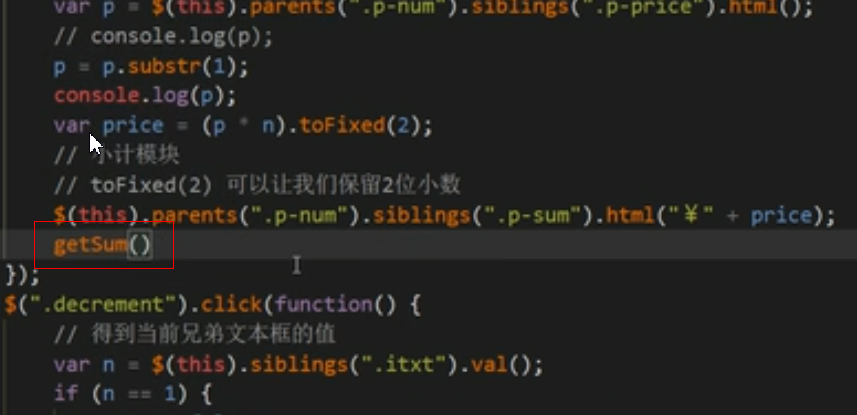 var p = $(this).parents(".p-num").siblings(".p-price").html();
// console.log(p);
p = p.substr(1);
console.log(p);
var price = (p * n).toFixed(2);
// 小计模块
// toFixed(2) 可以让我们保留2位小数
$(this).parents(".p-num").siblings(".p-sum").html("¥" + price);
getSum()
});
$(".decrement").click(function() {
// 得到当前兄弟文本框的值
var n = $(this).siblings(".itxt").val();
if (n == 1) {